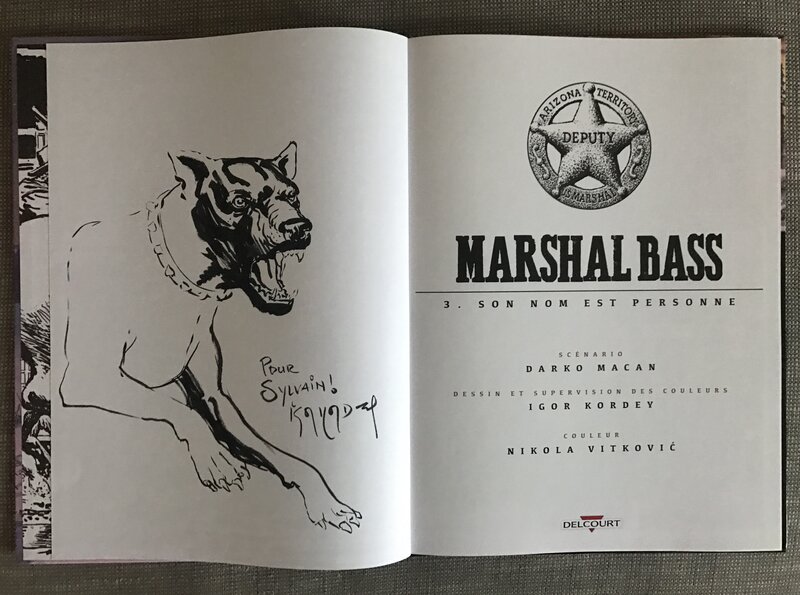 Pour
Sylvain!
ARIZONA TERRITORY
DEPUTY
MARSHAL
MARSHAL BASS
3. SON NOM EST PERSONNE
SCÉNARIO
DARKO MACAN
DESSIN ET SUPERVISION DES COULEURS
IGOR KORDEY
COULEUR
NIKOLA VITKOVIĆ
DELCOURT